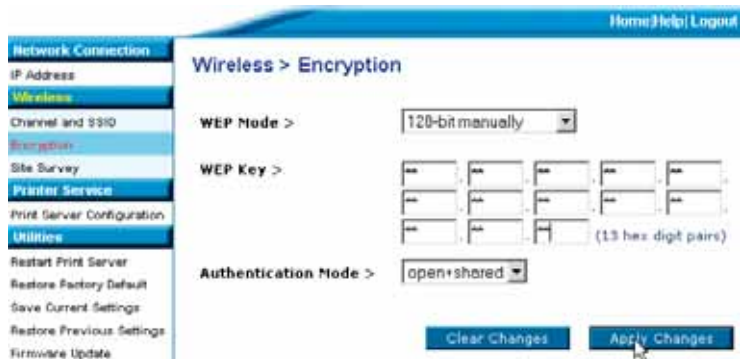 Home|Help| Logout
Network Connection
IP Address
Wireless
Channel and SSID
Encryption
Site Survey
Printer Service
Print Server Configuration
Utilities
Restart Print Server
Restore Factory Default
Save Current Settings
Restore Previous Settings
Firmware Update
Wireless > Encryption
WEP Mode > 128-bit manually
WEP Key > ** . ** . ** . ** . ** .
** . ** . ** . ** . ** .
** . ** . ** (13 hex digit pairs)
Authentication Mode > open+shared
Clear Changes Apply Changes